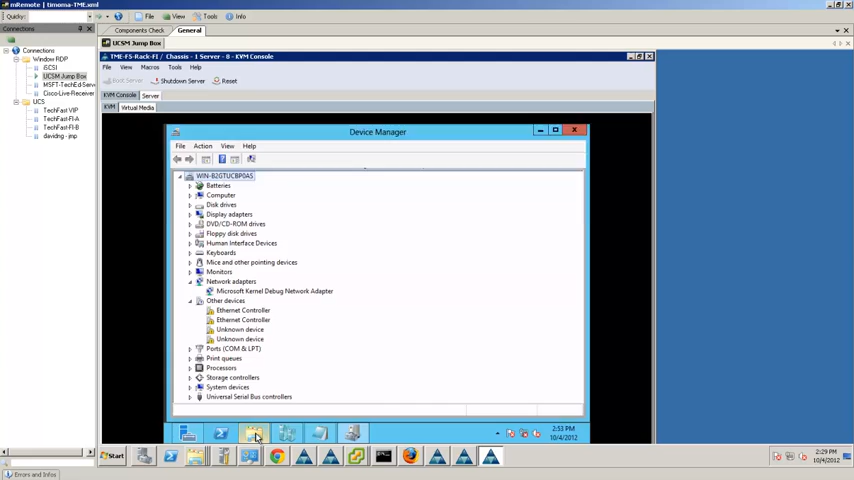 mRemote - timoma-TME.xml
Quicky:
File
View
Tools
Info
Connections
Components Check
General
UCSM Jump Box
Connections
Window RDP
iSCSI
UCSM Jump Box
MSFT-TechEd-Serve
Cisco-Live-Receiver
UCS
TechFast VIP
TechFast-FI-A
TechFast-FI-B
davidng - jmp
TME-F5-Rack-FI / Chassis - 1 Server - 8 - KVM Console
File View Macros Tools Help
Boot Server Shutdown Server Reset
KVM Console Server
KVM Virtual Media
Device Manager
File Action View Help
WIN-B2GTUCBP0AS
Batteries
Computer
Disk drives
Display adapters
DVD/CD-ROM drives
Floppy disk drives
Human Interface Devices
Keyboards
Mice and other pointing devices
Monitors
Network adapters
Microsoft Kernel Debug Network Adapter
Other devices
Ethernet Controller
Ethernet Controller
Unknown device
Unknown device
Ports (COM & LPT)
Print queues
Processors
Storage controllers
System devices
Universal Serial Bus controllers
2:53 PM
10/4/2012
Start
2:29 PM
10/4/2012
Errors and Infos